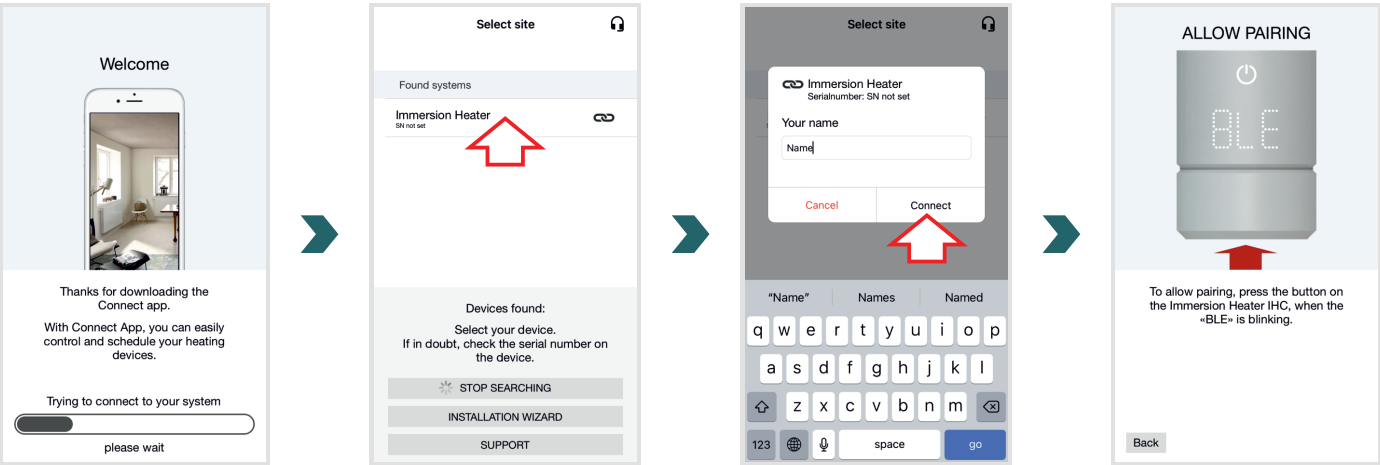 Welcome
Thanks for downloading the
Connect app.
With Connect App, you can easily
control and schedule your heating
devices.
Trying to connect to your system
please wait
Select site
Found systems
Immersion Heater
SN not set
Devices found:
Select your device.
If in doubt, check the serial number on
the device.
STOP SEARCHING
INSTALLATION WIZARD
SUPPORT
Select site
Immersion Heater
Serialnumber: SN not set
Your name
Name
Cancel
Connect
"Name" Names Named
q w e r t y u i o p
a s d f g h j k l
z x c v b n m
123 space go
ALLOW PAIRING
BLE
To allow pairing, press the button on
the Immersion Heater IHC, when the
«BLE» is blinking.
Back